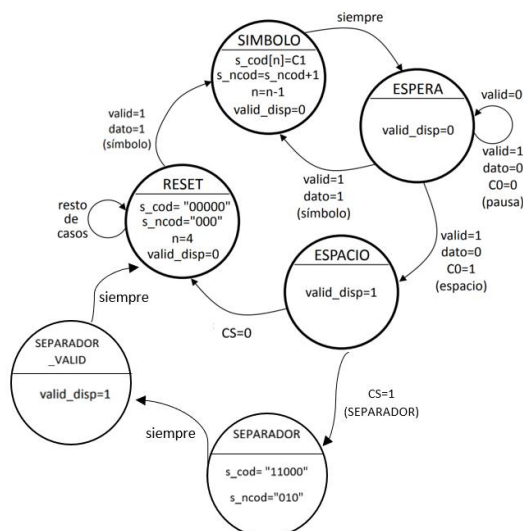 SIMBOLO
s_cod[n]=C1
s_ncod=s_ncod+1
n=n-1
valid_disp=0
siempre
ESPERA
valid_disp=0
valid=0
valid=1
dato=0
C0=0
(pausa)
valid=1
dato=1
(símbolo)
valid=1
dato=1
(símbolo)
RESET
s_cod= "00000"
s_ncod="000"
n=4
valid_disp=0
resto
de
casos
valid=1
dato=0
C0=1
(espacio)
ESPACIO
valid_disp=1
CS=0
siempre
SEPARADOR
_VALID
valid_disp=1
CS=1
(SEPARADOR)
siempre
SEPARADOR
s_cod= "11000"
s_ncod="010"